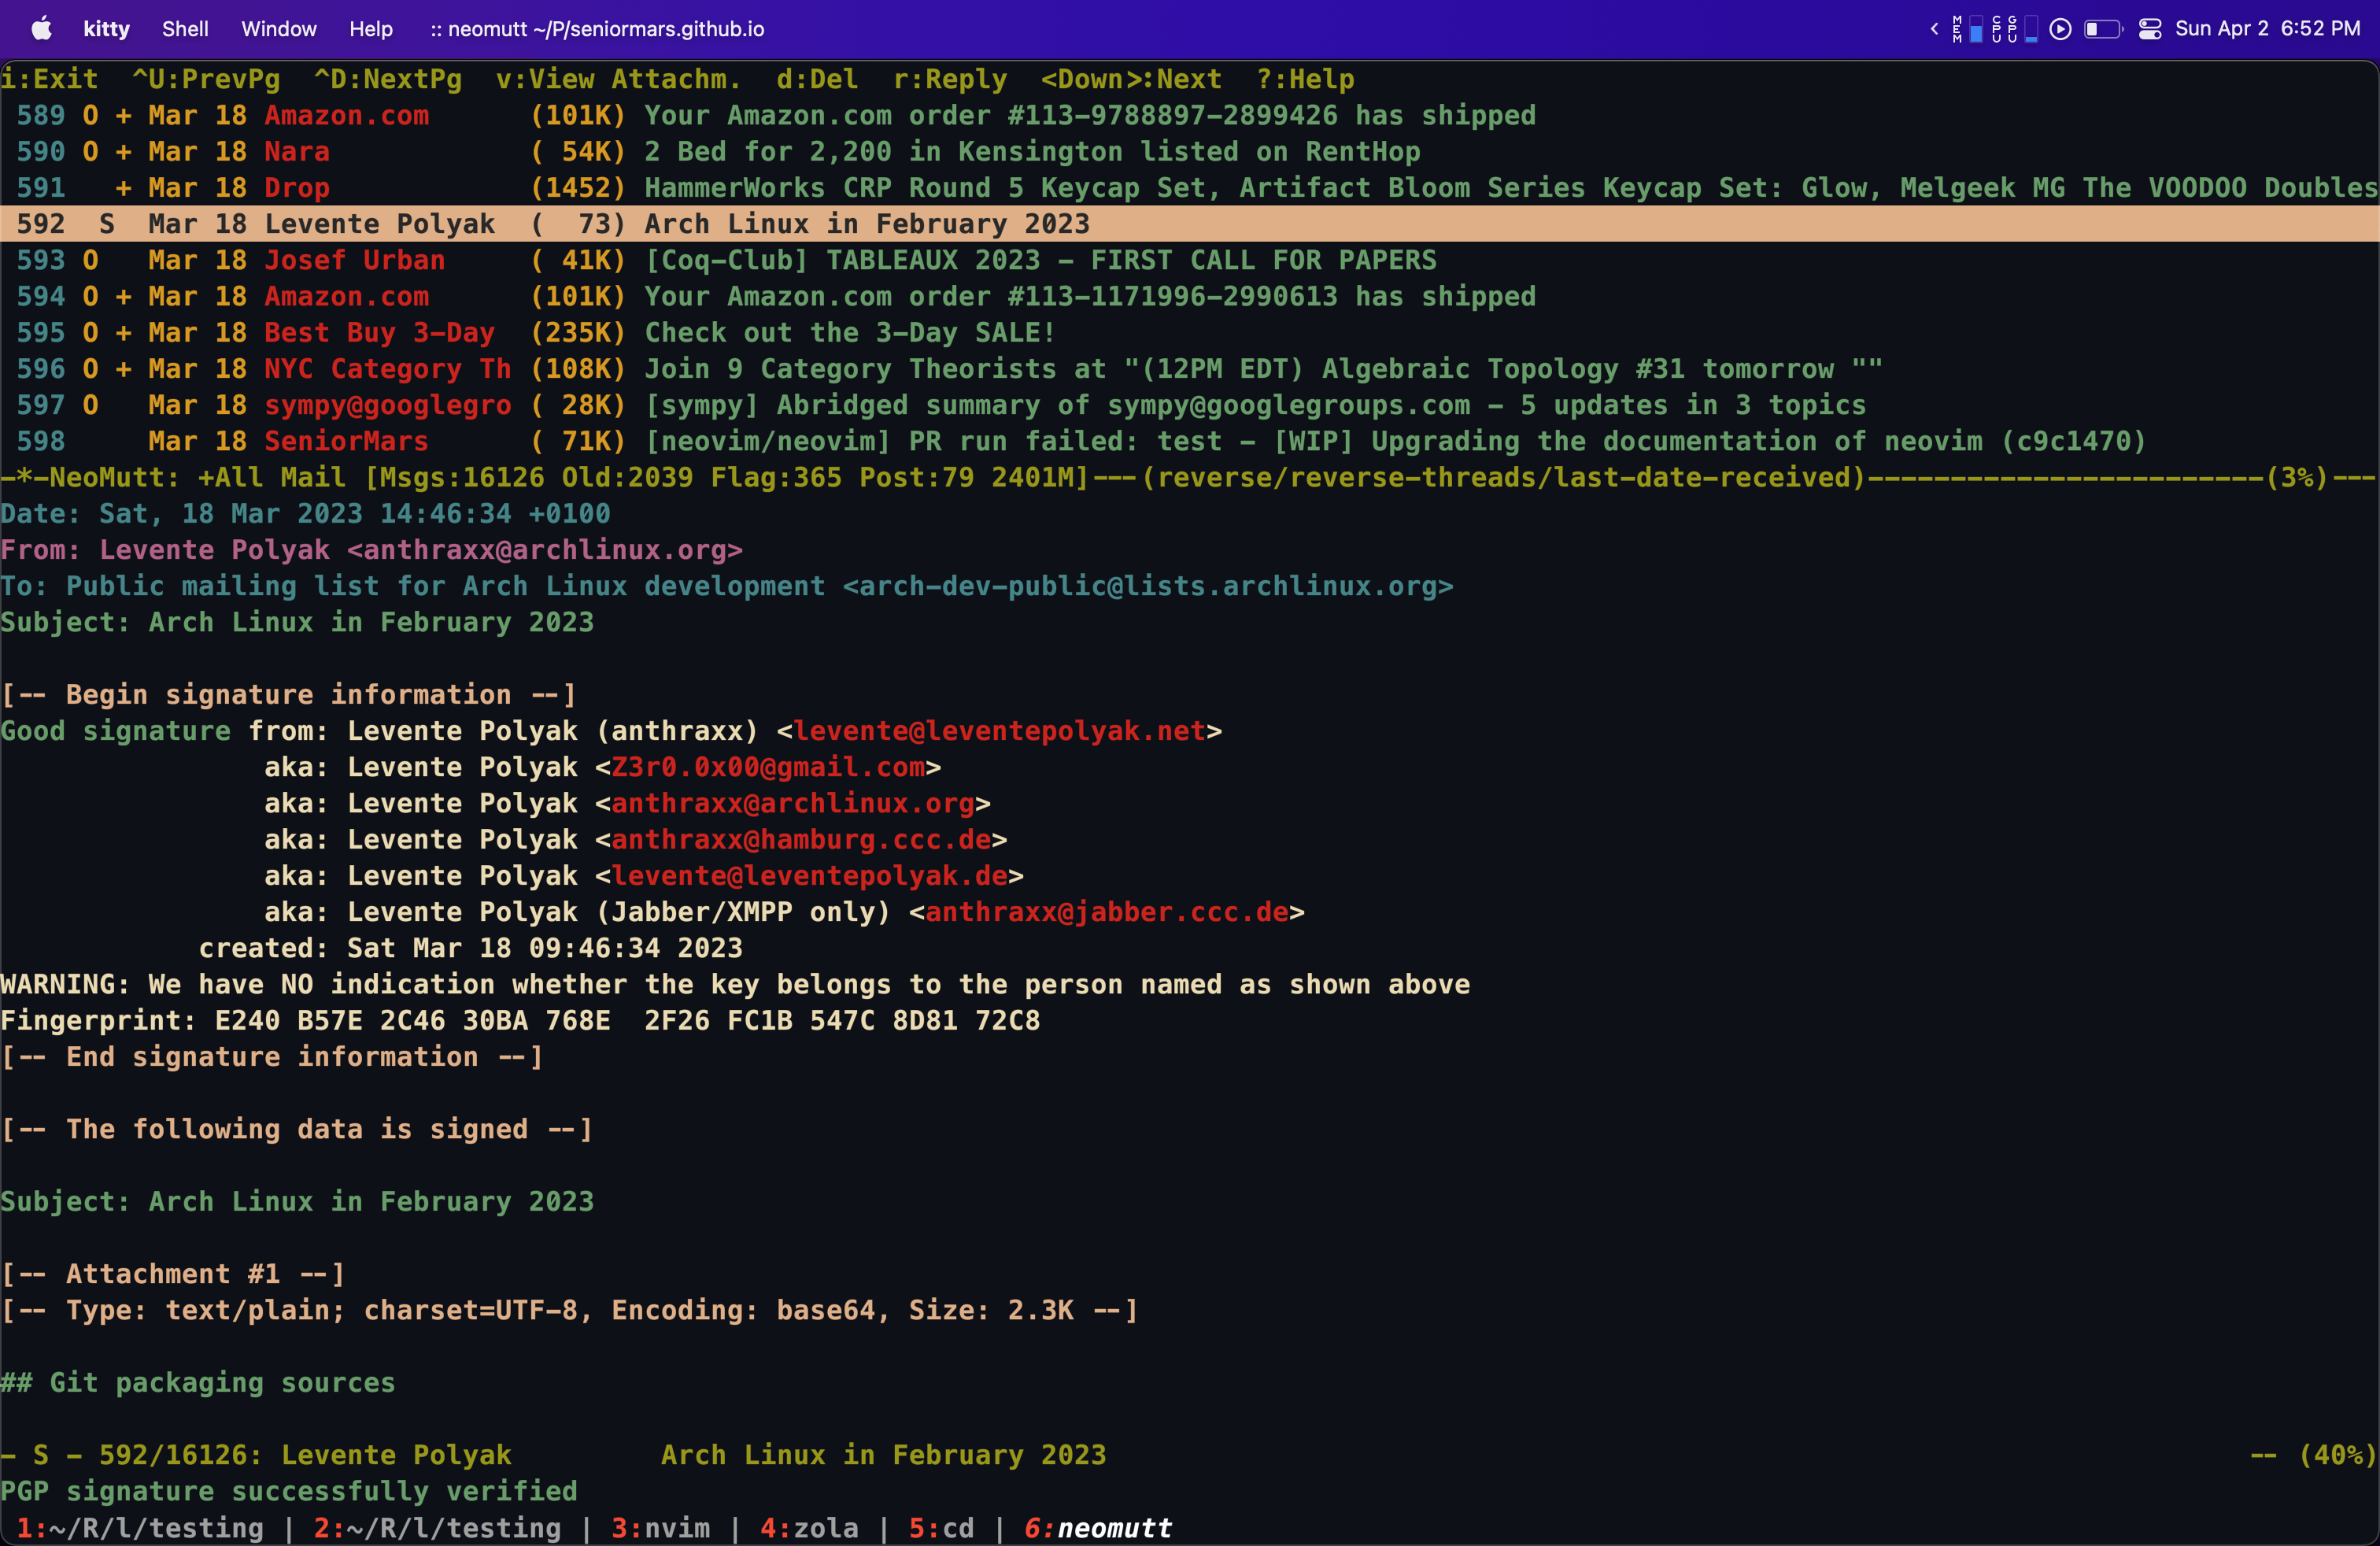 kitty Shell Window Help :: neomutt ~/P/seniormars.github.io MEM CPU GPU Sun Apr 2 6:52 PM
i:Exit ^U:PrevPg ^D:NextPg v:View Attachm. d:Del r:Reply <Down>:Next ?:Help
589 O + Mar 18 Amazon.com (101K) Your Amazon.com order #113-9788897-2899426 has shipped
590 O + Mar 18 Nara ( 54K) 2 Bed for 2,200 in Kensington listed on RentHop
591 + Mar 18 Drop (1452) HammerWorks CRP Round 5 Keycap Set, Artifact Bloom Series Keycap Set: Glow, Melgeek MG The VOODOO Doubles
592 S Mar 18 Levente Polyak ( 73) Arch Linux in February 2023
593 O Mar 18 Josef Urban ( 41K) [Coq-Club] TABLEAUX 2023 - FIRST CALL FOR PAPERS
594 O + Mar 18 Amazon.com (101K) Your Amazon.com order #113-1171996-2990613 has shipped
595 O + Mar 18 Best Buy 3-Day (235K) Check out the 3-Day SALE!
596 O + Mar 18 NYC Category Th (108K) Join 9 Category Theorists at "(12PM EDT) Algebraic Topology #31 tomorrow ""
597 O Mar 18 sympy@googlegro ( 28K) [sympy] Abridged summary of sympy@googlegroups.com - 5 updates in 3 topics
598 Mar 18 SeniorMars ( 71K) [neovim/neovim] PR run failed: test - [WIP] Upgrading the documentation of neovim (c9c1470)
-*-NeoMutt: +All Mail [Msgs:16126 Old:2039 Flag:365 Post:79 2401M]---(reverse/reverse-threads/last-date-received)------------------------(3%)---
Date: Sat, 18 Mar 2023 14:46:34 +0100
From: Levente Polyak <anthraxx@archlinux.org>
To: Public mailing list for Arch Linux development <arch-dev-public@lists.archlinux.org>
Subject: Arch Linux in February 2023
[-- Begin signature information --]
Good signature from: Levente Polyak (anthraxx) <levente@leventepolyak.net>
aka: Levente Polyak <Z3r0.0x00@gmail.com>
aka: Levente Polyak <anthraxx@archlinux.org>
aka: Levente Polyak <anthraxx@hamburg.ccc.de>
aka: Levente Polyak <levente@leventepolyak.de>
aka: Levente Polyak (Jabber/XMPP only) <anthraxx@jabber.ccc.de>
created: Sat Mar 18 09:46:34 2023
WARNING: We have NO indication whether the key belongs to the person named as shown above
Fingerprint: E240 B57E 2C46 30BA 768E 2F26 FC1B 547C 8D81 72C8
[-- End signature information --]
[-- The following data is signed --]
Subject: Arch Linux in February 2023
[-- Attachment #1 --]
[-- Type: text/plain; charset=UTF-8, Encoding: base64, Size: 2.3K --]
## Git packaging sources
- S - 592/16126: Levente Polyak Arch Linux in February 2023 -- (40%)
PGP signature successfully verified
1:~/R/l/testing | 2:~/R/l/testing | 3:nvim | 4:zola | 5:cd | 6:neomutt